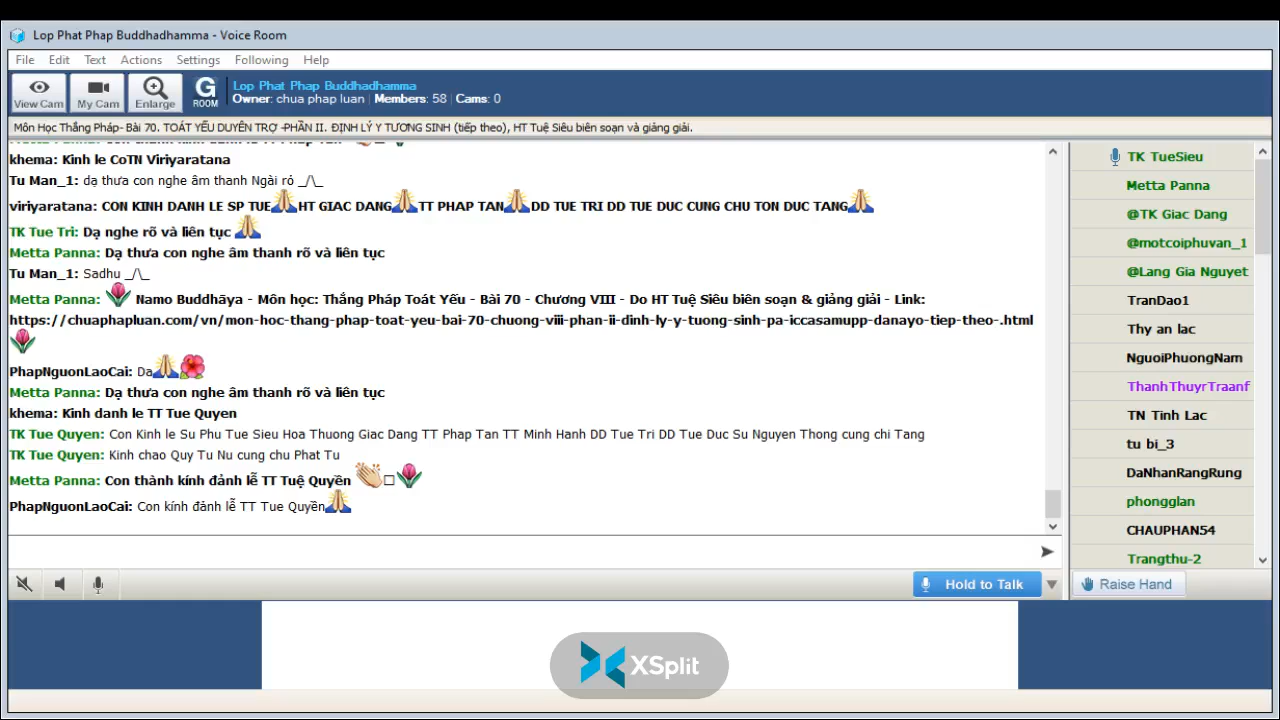 Lop Phat Phap Buddhadhamma - Voice Room
File Edit Text Actions Settings Following Help
View Cam My Cam Enlarge G ROOM
Lop Phat Phap Buddhadhamma
Owner: chua phap luan | Members: 58 | Cams: 0
Môn Học Thắng Pháp- Bài 70. TOÁT YẾU DUYÊN TRỢ -PHẦN II. ĐỊNH LÝ Y TƯƠNG SINH (tiếp theo), HT Tuệ Siêu biên soạn và giảng giải.
khema: Kinh le CoTN Viriyaratana
Tu Man_1: dạ thưa con nghe âm thanh Ngài rỏ _/\_
viriyaratana: CON KINH DANH LE SP TUE🙏HT GIAC DANG🙏TT PHAP TAN🙏DD TUE TRI DD TUE DUC CUNG CHU TON DUC TANG🙏
TK Tue Tri: Dạ nghe rõ và liên tục 🙏
Metta Panna: Dạ thưa con nghe âm thanh rõ và liên tục
Tu Man_1: Sadhu _/\_
Metta Panna: 🌷 Namo Buddhāya - Môn học: Thắng Pháp Toát Yếu - Bài 70 - Chương VIII - Do HT Tuệ Siêu biên soạn & giảng giải - Link:
https://chuaphapluan.com/vn/mon-hoc-thang-phap-toat-yeu-bai-70-chuong-viii-phan-ii-dinh-ly-y-tuong-sinh-pa-iccasamupp-danayo-tiep-theo-.html
🌷
PhapNguonLaoCai: Da🙏🌺
Metta Panna: Dạ thưa con nghe âm thanh rõ và liên tục
khema: Kinh danh le TT Tue Quyen
TK Tue Quyen: Con Kinh le Su Phu Tue Sieu Hoa Thuong Giac Dang TT Phap Tan TT Minh Hanh DD Tue Tri DD Tue Duc Su Nguyen Thong cung chi Tang
TK Tue Quyen: Kinh chao Quy Tu Nu cung chu Phat Tu
Metta Panna: Con thành kính đảnh lễ TT Tuệ Quyền 👏□🌷
PhapNguonLaoCai: Con kính đảnh lễ TT Tue Quyền🙏
Hold to Talk
TK TueSieu
Metta Panna
@TK Giac Dang
@motcoiphuvan_1
@Lang Gia Nguyet
TranDao1
Thy an lac
NguoiPhuongNam
ThanhThuyrTraanf
TN Tinh Lac
tu bi_3
DaNhanRangRung
phongglan
CHAUPHAN54
Trangthu-2
Raise Hand
XSplit